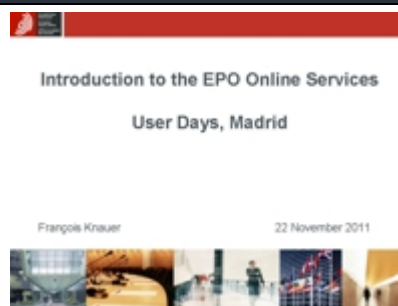 Introduction to the EPO Online Services
User Days, Madrid
François Knauer
22 November 2011